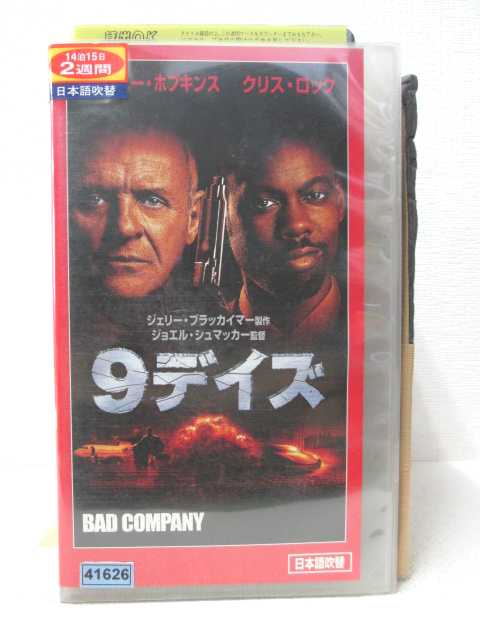 14泊15日
2週間
日本語吹替
ー・ホプキンス クリス・ロック
ジェリー・ブラッカイマー製作
ジョエル・シュマッカー監督
9デイズ
BAD COMPANY
41626
日本語吹替